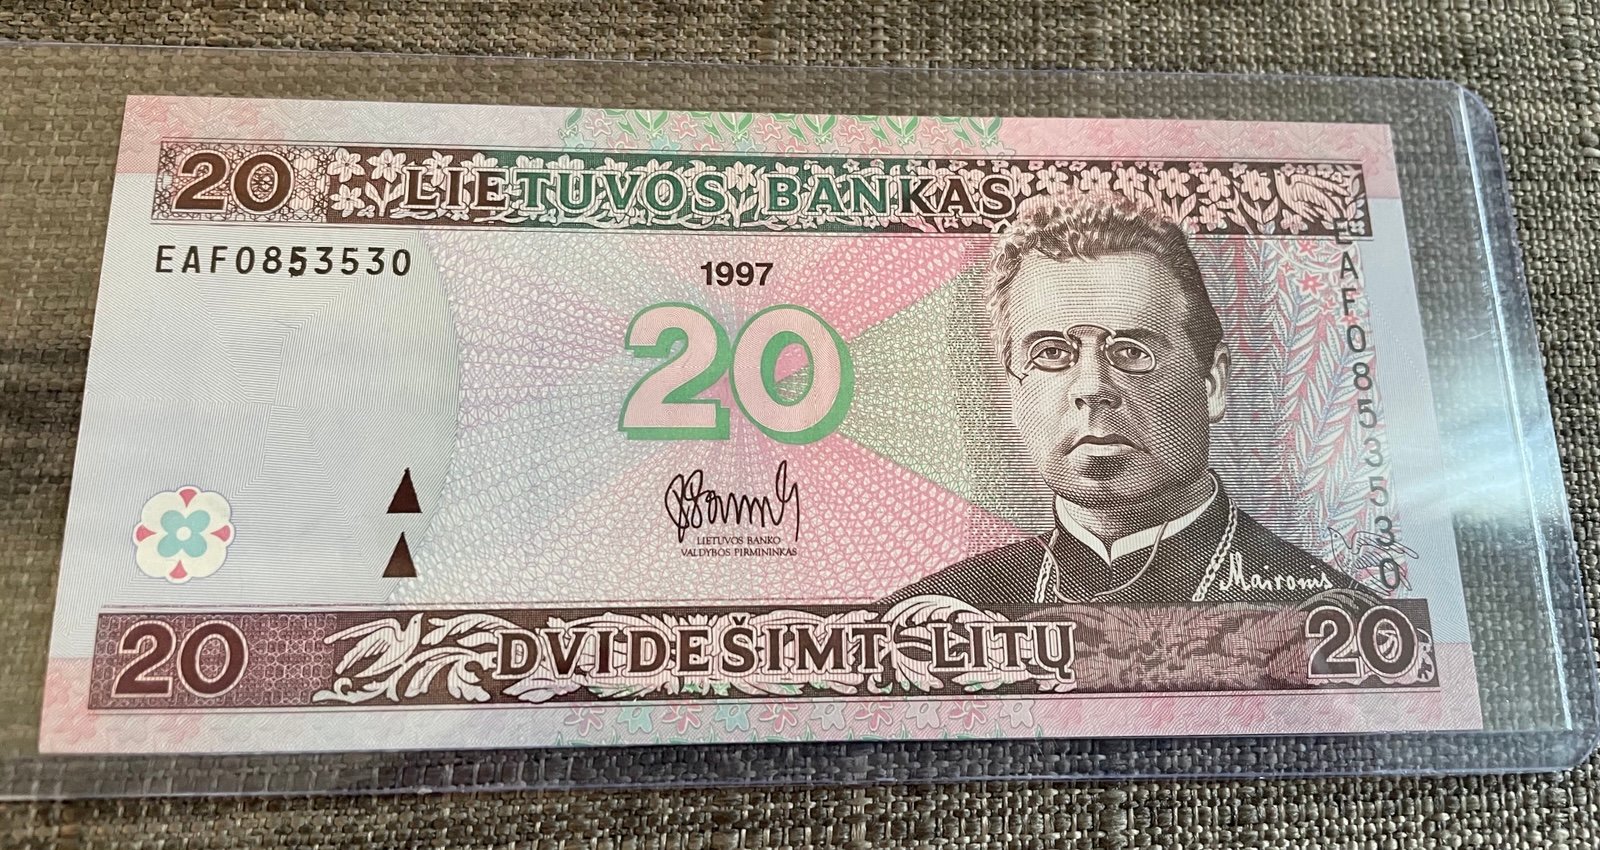 20 LIETUVOS BANKAS
EAF0853530
1997
20
EAF0853530
LIETUVOS BANKO
VALDYBOS PIRMININKAS
Maironis
20 DVIDEŠIMT LITŲ 20